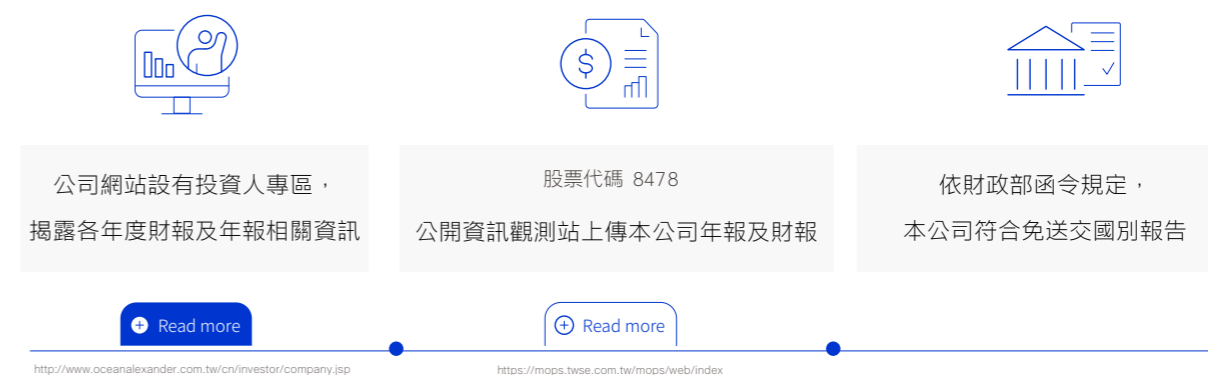 公司網站設有投資人專區，
揭露各年度財報及年報相關資訊
Read more
http://www.oceanalexander.com.tw/cn/investor/company.jsp
股票代碼 8478
公開資訊觀測站上傳本公司年報及財報
Read more
https://mops.twse.com.tw/mops/web/index
依財政部函令規定，
本公司符合免送交國別報告